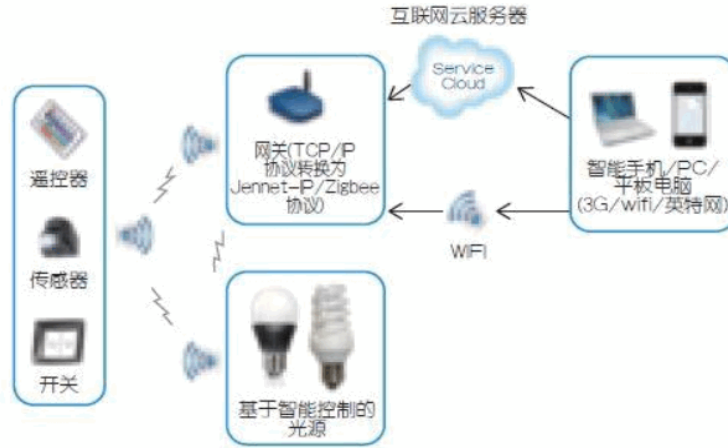 互联网云服务器
Service
Cloud
遥控器
传感器
开关
网关(TCP/IP
协议转换为
Jennet-IP/Zigbee
协议)
WIFI
智能手机/PC/
平板电脑
(3G/wifi/英特网)
基于智能控制的
光源